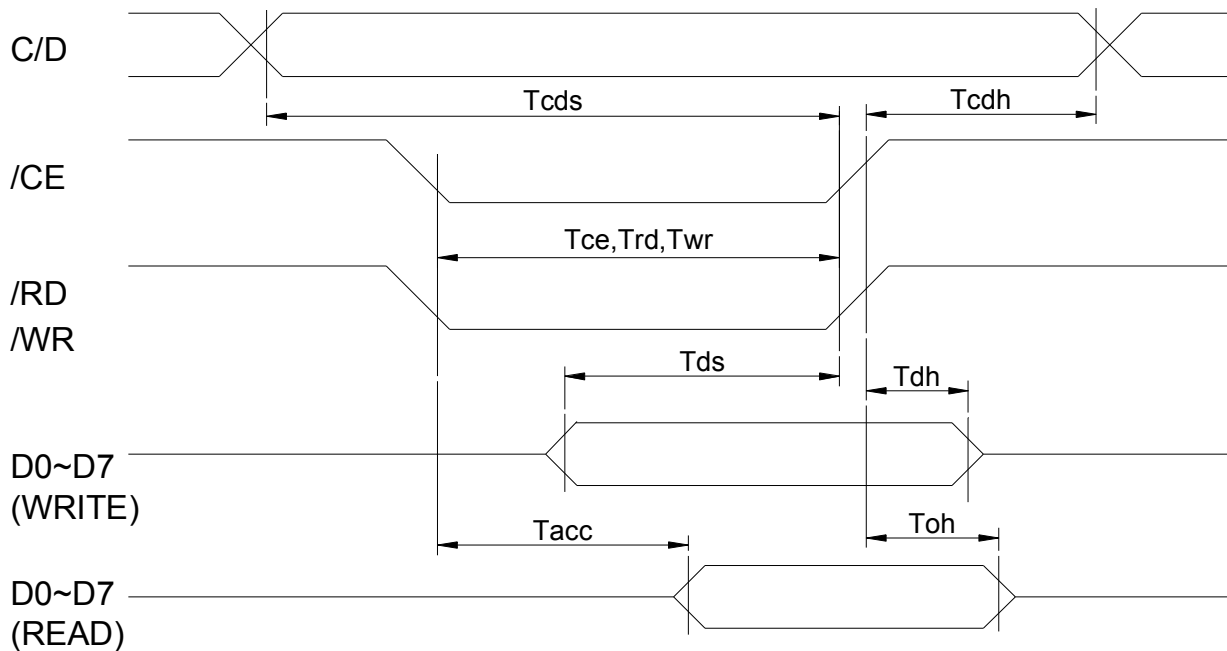 C/D
Tcds
Tcdh
/CE
Tce,Trd,Twr
/RD
/WR
Tds
Tdh
D0~D7
(WRITE)
Tacc
Toh
D0~D7
(READ)